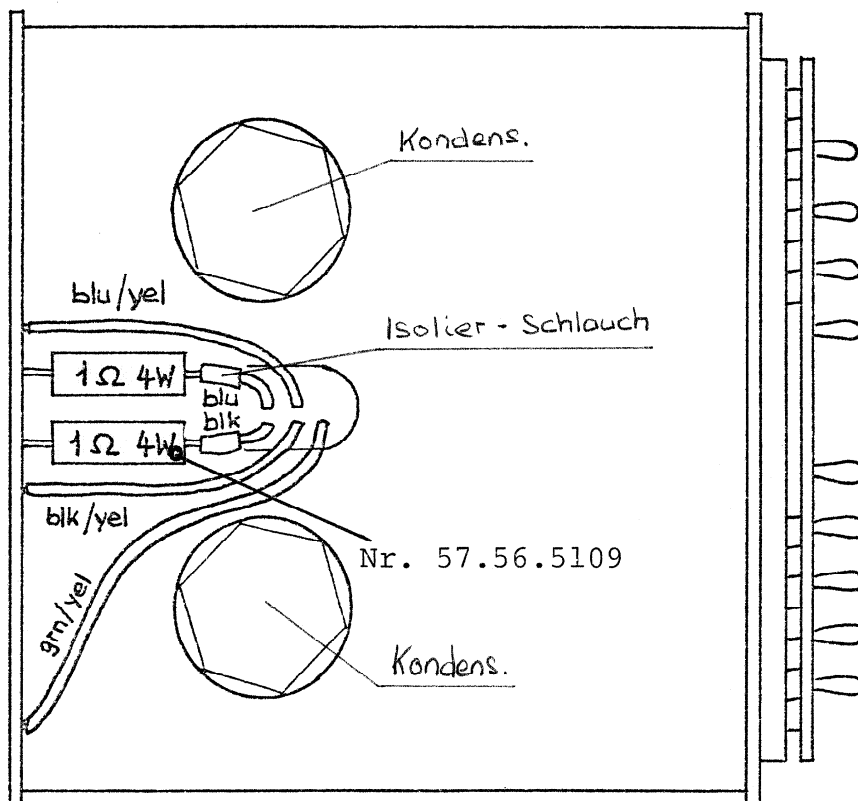 Kondens.
blu/yel
Isolier - Schlauch
1Ω 4W
blu
blk
1Ω 4W
blk/yel
Nr. 57.56.5109
grn/yel
Kondens.